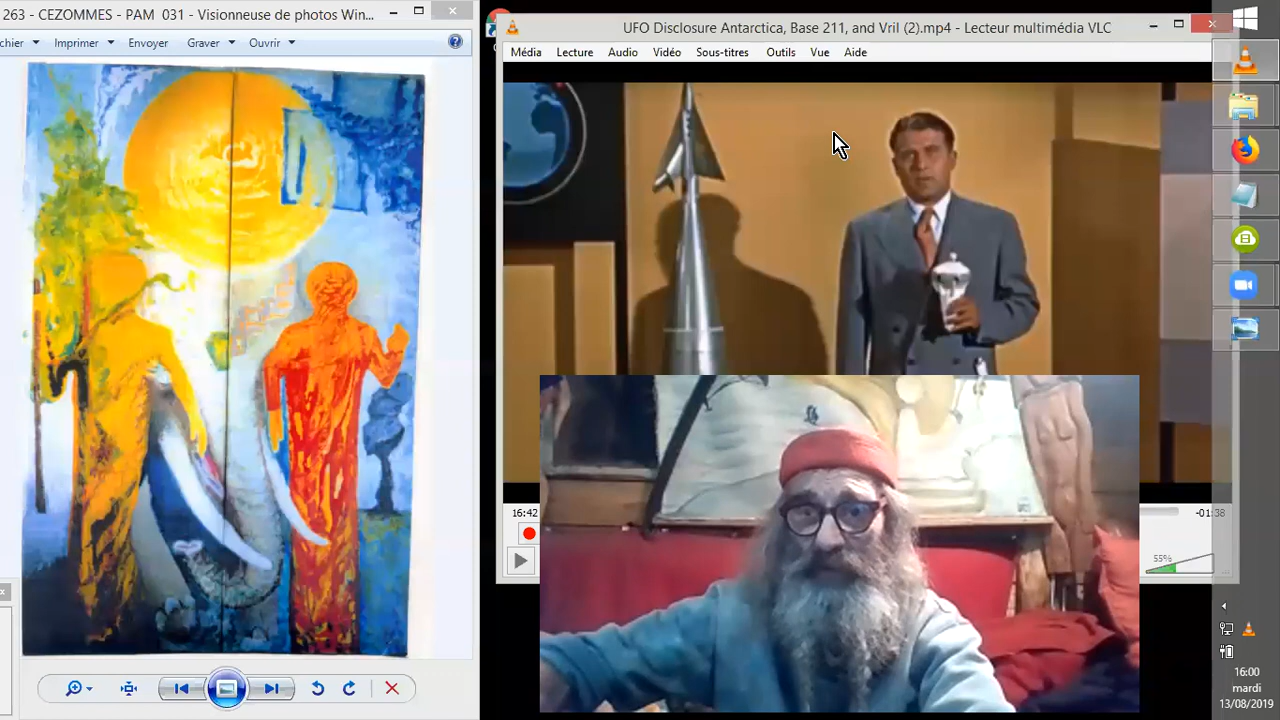 263 - CEZOMMES - PAM 031 - Visionneuse de photos Win...
chier Imprimer Envoyer Graver Ouvrir
UFO Disclosure Antarctica, Base 211, and Vril (2).mp4 - Lecteur multimédia VLC
Média Lecture Audio Vidéo Sous-titres Outils Vue Aide
16:42
-01:38
55%
16:00
mardi
13/08/2019